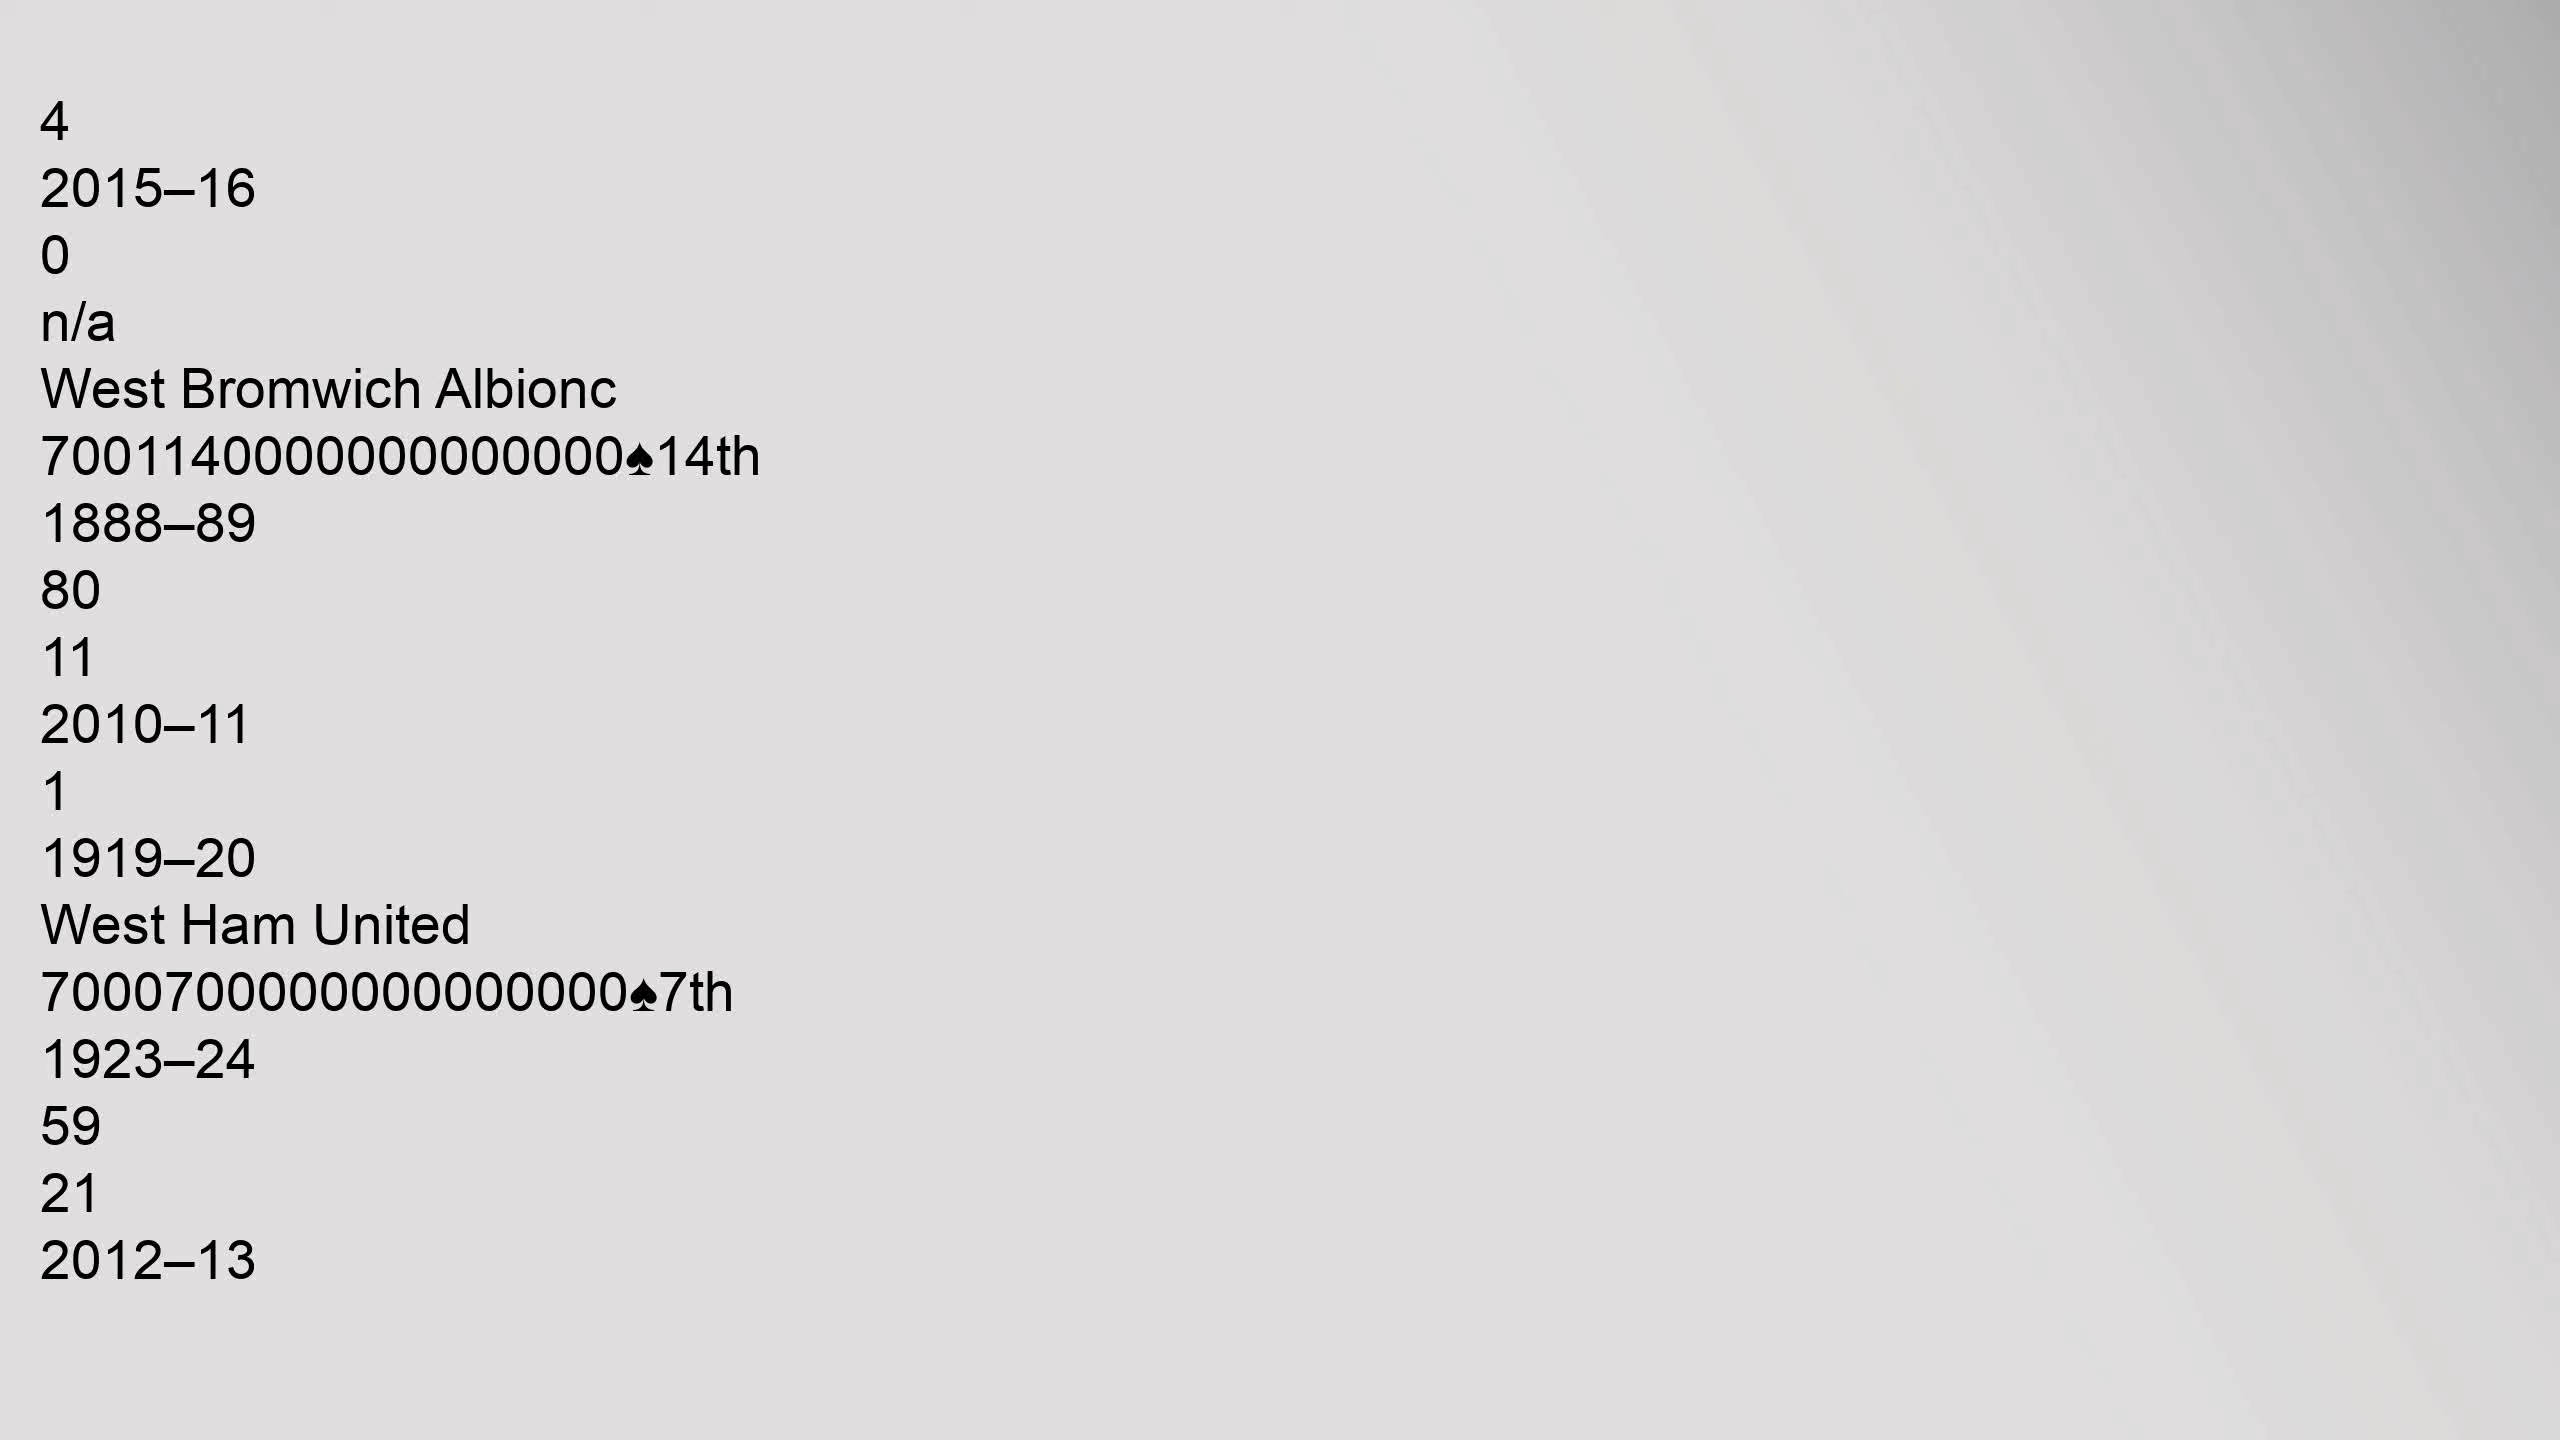 4
2015–16
0
n/a
West Bromwich Albionc
7001140000000000000♠14th
1888–89
80
11
2010–11
1
1919–20
West Ham United
7000700000000000000♠7th
1923–24
59
21
2012–13